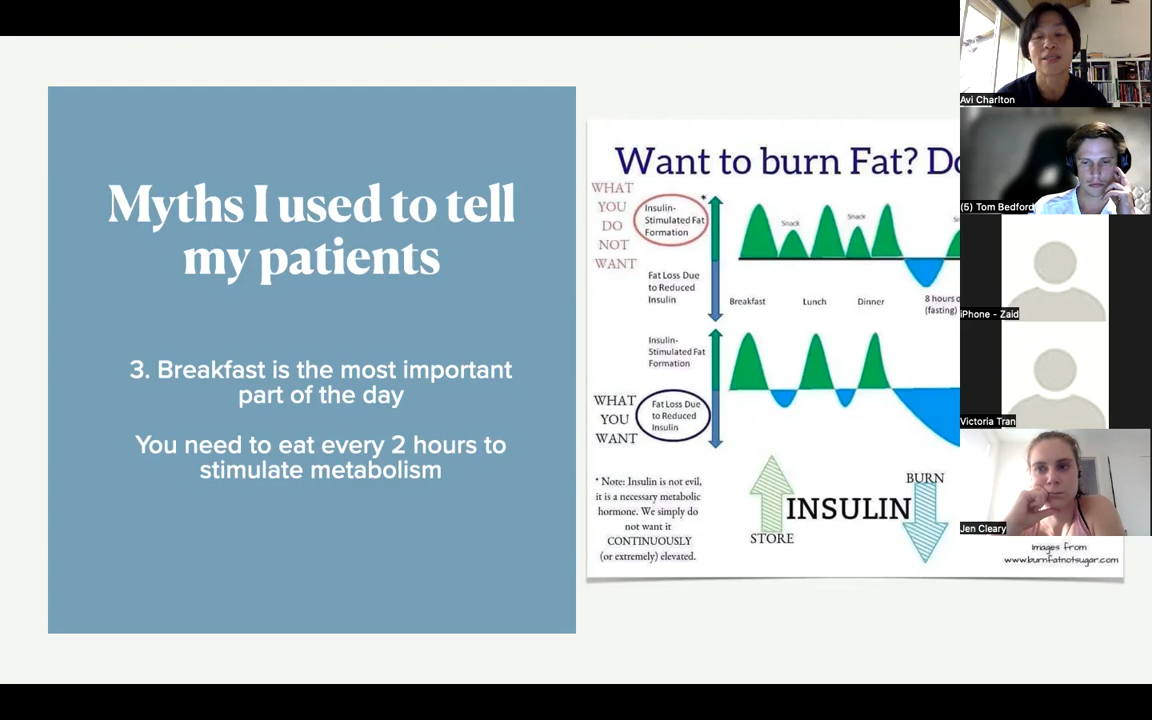 Myths I used to tell
my patients
3. Breakfast is the most important
part of the day
You need to eat every 2 hours to
stimulate metabolism
Want to burn Fat?
WHAT
YOU
DO
NOT
WANT
*
Insulin-
Stimulated Fat
Formation
Snack
Snack
Fat Loss Due
to Reduced
Insulin
Breakfast
Lunch
Dinner
8 hours
(fasting)
Insulin-
Stimulated Fat
Formation
WHAT
YOU
WANT
Fat Loss Due
to Reduced
Insulin
* Note: Insulin is not evil,
it is a necessary metabolic
hormone. We simply do
not want it
CONTINUOUSLY
(or extremely) elevated.
STORE
INSULIN
BURN
Images from
www.burnfatnotsugar.com
Avi Charlton
(5) Tom Bedford
iPhone - Zaid
Victoria Tran
Jen Cleary